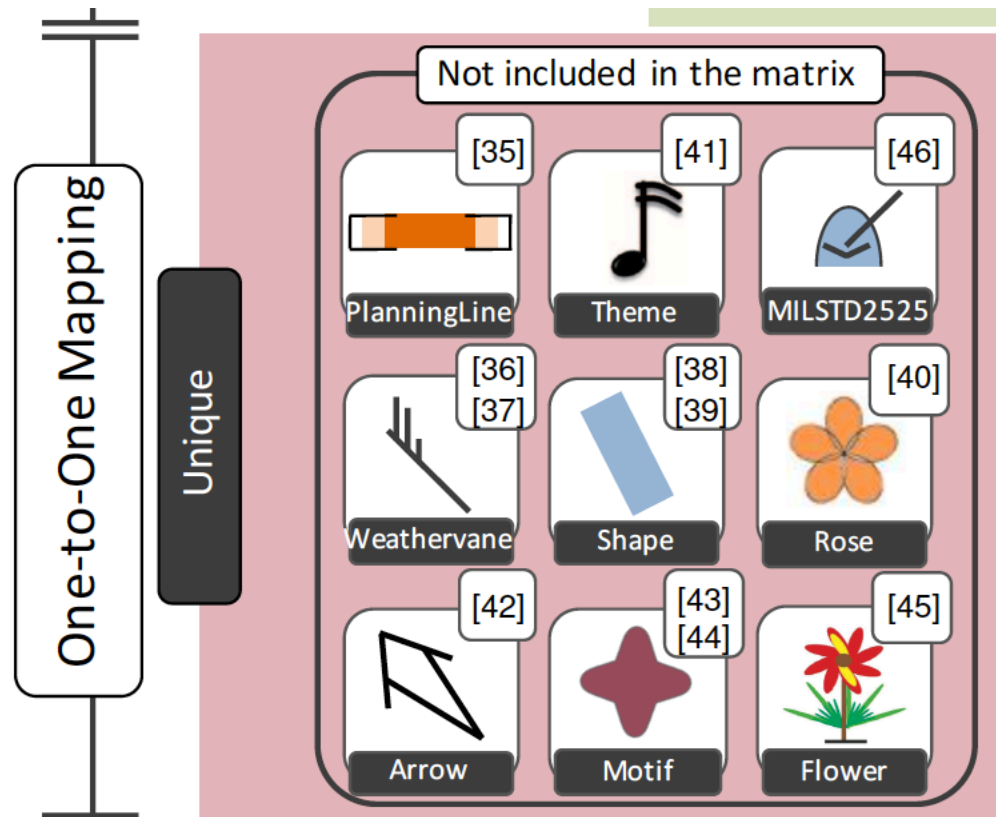 Not included in the matrix
One-to-One Mapping
Unique
[35]
PlanningLine
[41]
Theme
[46]
MILSTD2525
[36]
[37]
Weathervane
[38]
[39]
Shape
[40]
Rose
[42]
Arrow
[43]
[44]
Motif
[45]
Flower